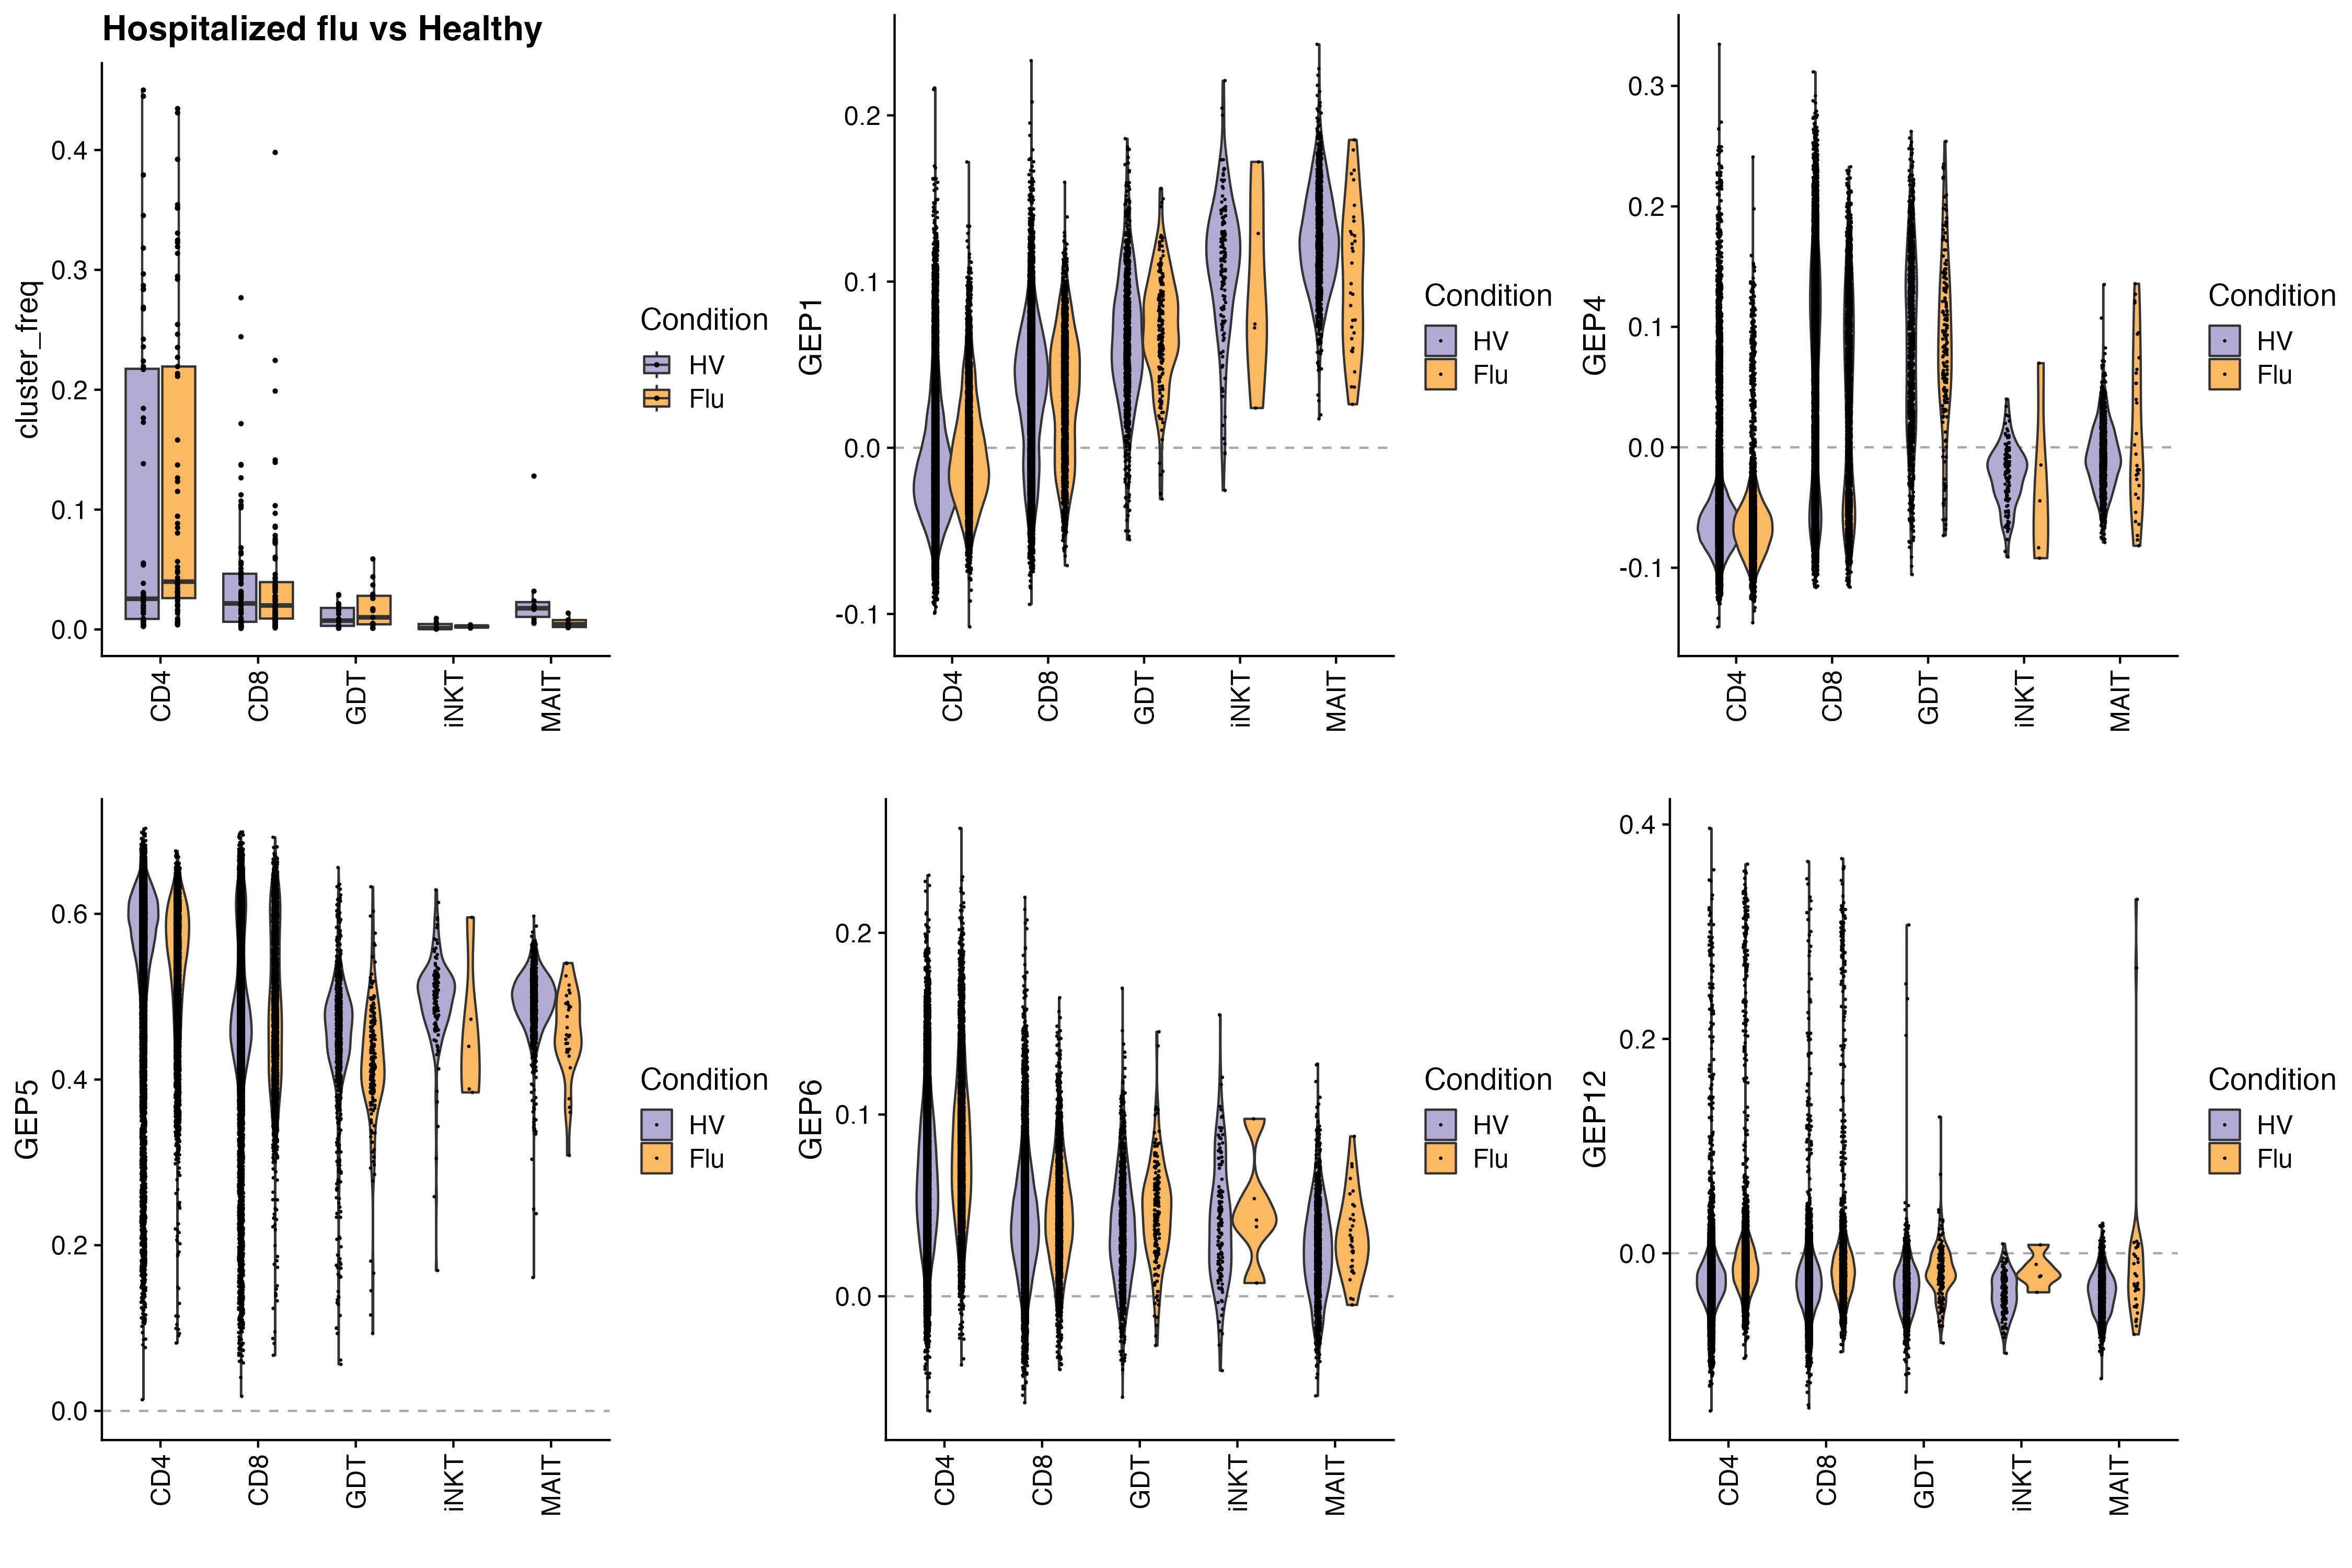 Hospitalized flu vs Healthy
cluster_freq
0.4
0.3
0.2
0.1
0.0
CD4
CD8
GDT
iNKT
MAIT
Condition
HV
Flu
GEP1
0.2
0.1
0.0
-0.1
CD4
CD8
GDT
iNKT
MAIT
Condition
HV
Flu
GEP4
0.3
0.2
0.1
0.0
-0.1
CD4
CD8
GDT
iNKT
MAIT
Condition
HV
Flu
GEP5
0.6
0.4
0.2
0.0
CD4
CD8
GDT
iNKT
MAIT
Condition
HV
Flu
GEP6
0.2
0.1
0.0
CD4
CD8
GDT
iNKT
MAIT
Condition
HV
Flu
GEP12
0.4
0.2
0.0
CD4
CD8
GDT
iNKT
MAIT
Condition
HV
Flu